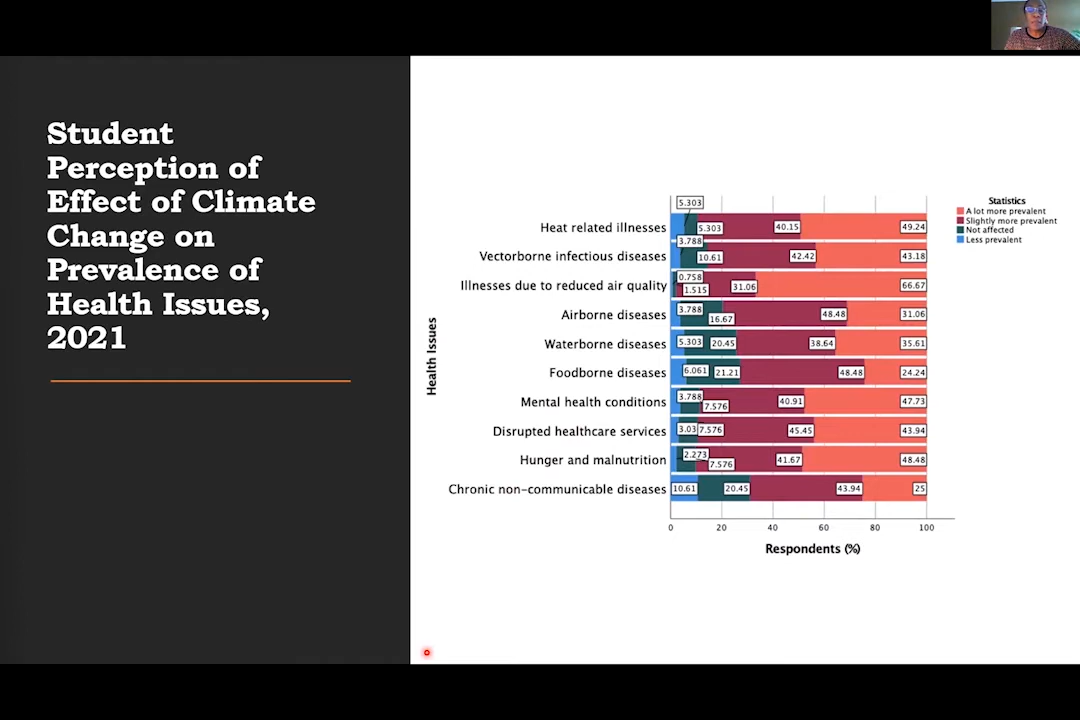 Student
Perception of
Effect of Climate
Change on
Prevalence of
Health Issues,
2021
Health Issues
5.303
Heat related illnesses
5.303
40.15
49.24
3.788
Vectorborne infectious diseases
10.61
42.42
43.18
0.758
Illnesses due to reduced air quality
1.515
31.06
66.67
Airborne diseases
3.788
16.67
48.48
31.06
Waterborne diseases
5.303
20.45
38.64
35.61
Foodborne diseases
6.061
21.21
48.48
24.24
Mental health conditions
3.788
7.576
40.91
47.73
Disrupted healthcare services
3.03
7.576
45.45
43.94
Hunger and malnutrition
2.273
7.576
41.67
48.48
Chronic non-communicable diseases
10.61
20.45
43.94
25
0 20 40 60 80 100
Respondents (%)
Statistics
A lot more prevalent
Slightly more prevalent
Not affected
Less prevalent